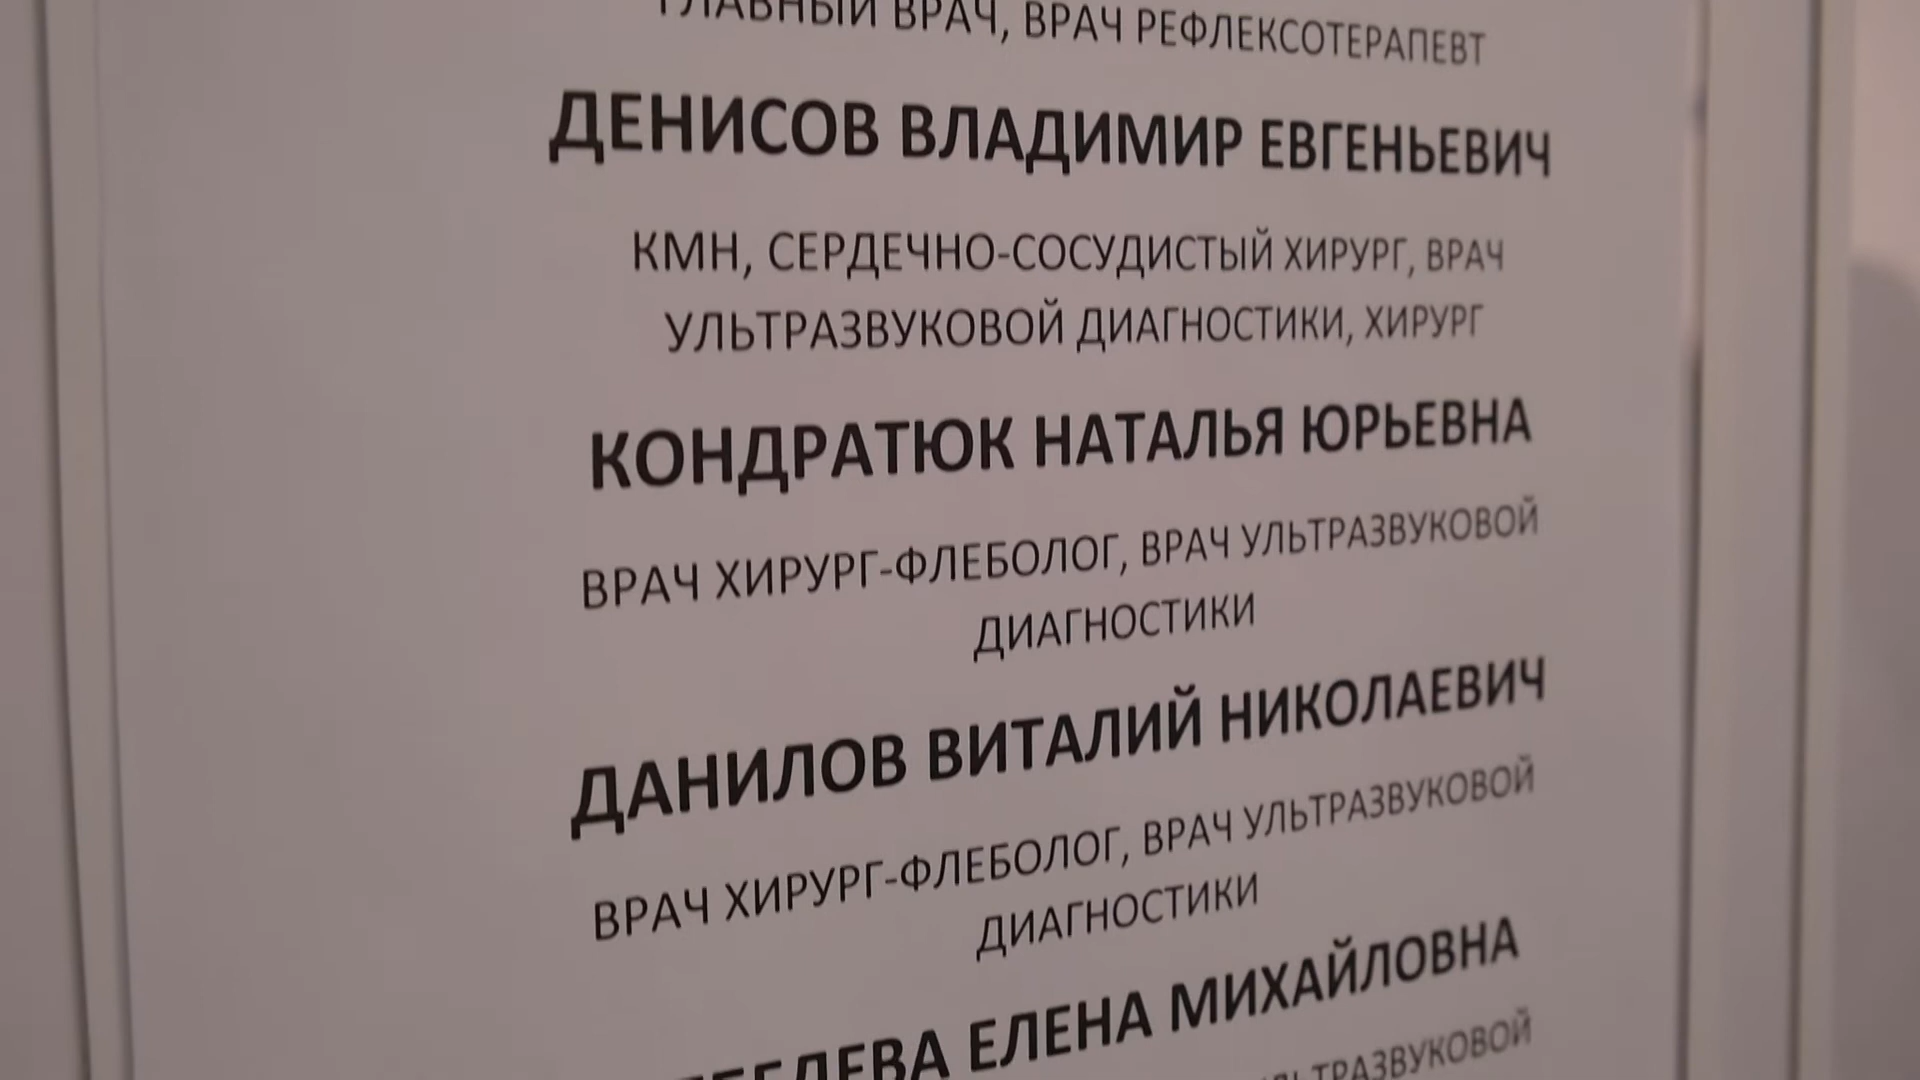 ГЛАВНЫЙ ВРАЧ, ВРАЧ РЕФЛЕКСОТЕРАПЕВТ
ДЕНИСОВ ВЛАДИМИР ЕВГЕНЬЕВИЧ
КМН, СЕРДЕЧНО-СОСУДИСТЫЙ ХИРУРГ, ВРАЧ
УЛЬТРАЗВУКОВОЙ ДИАГНОСТИКИ, ХИРУРГ
КОНДРАТЮК НАТАЛЬЯ ЮРЬЕВНА
ВРАЧ ХИРУРГ-ФЛЕБОЛОГ, ВРАЧ УЛЬТРАЗВУКОВОЙ
ДИАГНОСТИКИ
ДАНИЛОВ ВИТАЛИЙ НИКОЛАЕВИЧ
ВРАЧ ХИРУРГ-ФЛЕБОЛОГ, ВРАЧ УЛЬТРАЗВУКОВОЙ
ДИАГНОСТИКИ
ЕЛЕНА МИХАЙЛОВНА
УЛЬТРАЗВУКОВОЙ